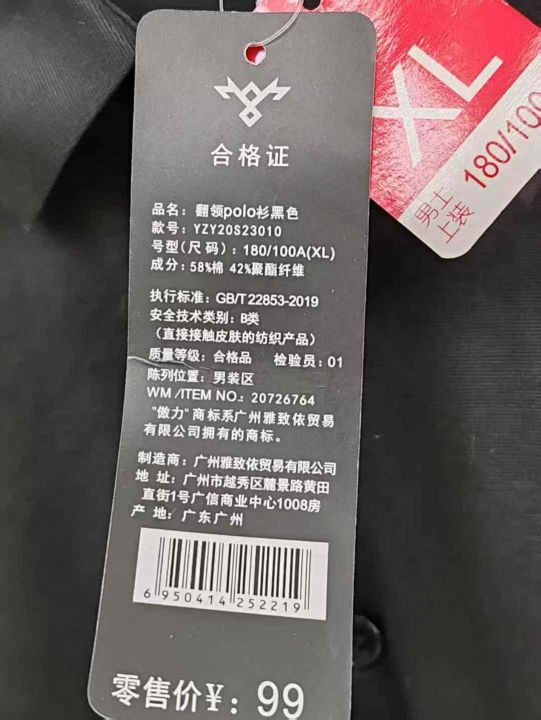 XL
180/100
男士
上装
合格证
品名：翻领polo衫黑色
款号：YZY20S23010
号型(尺码)：180/100A(XL)
成分：58%棉 42%聚酯纤维
执行标准：GB/T 22853-2019
安全技术类别：B类
（直接接触皮肤的纺织产品）
质量等级：合格品 检验员：01
陈列位置：男装区
WM /ITEM NO.：20726764
"傲力"商标系广州雅致依贸易
有限公司拥有的商标。
制造商：广州雅致依贸易有限公司
地 址：广州市越秀区麓景路黄田
直街1号广信商业中心1008房
产 地：广东广州
6 950414 252219
零售价¥：99